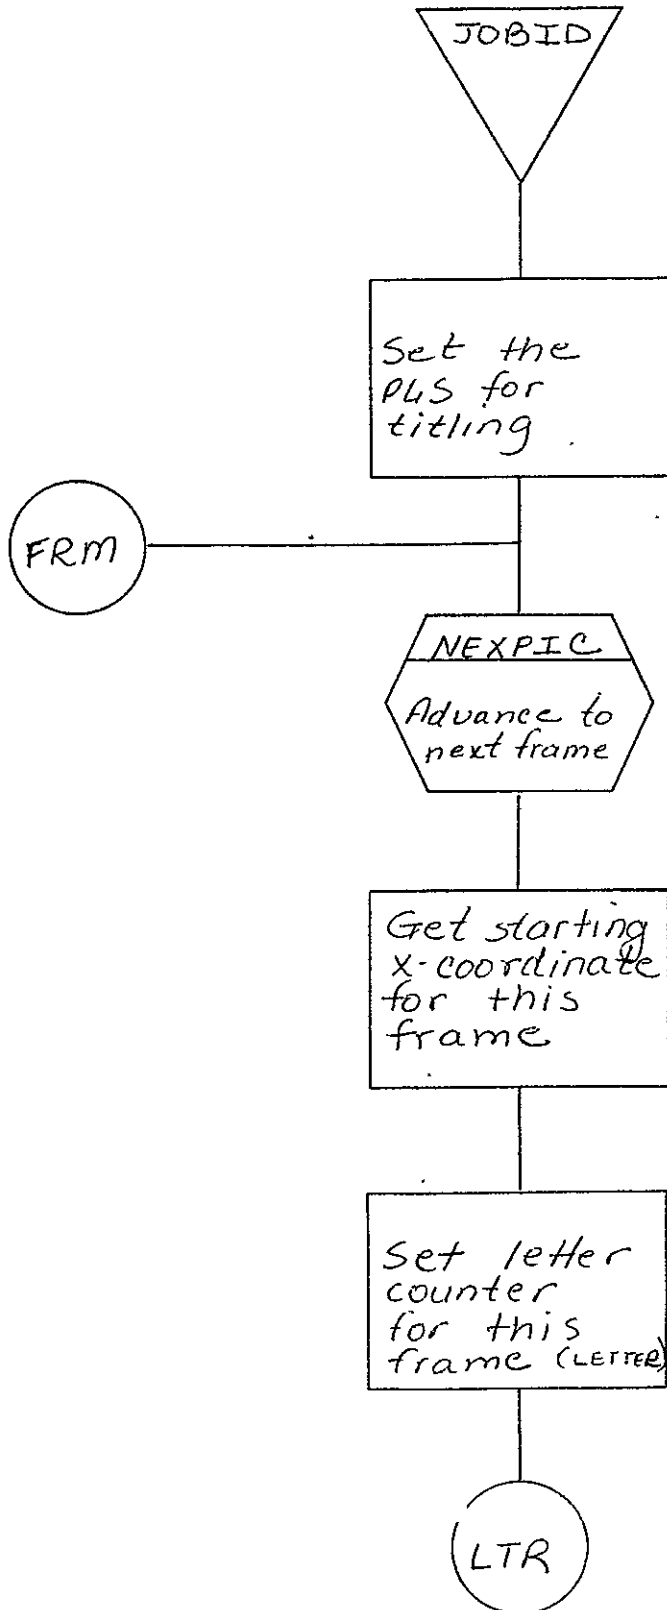 JOBID
Set the
PLS for
titling
FRM
NEXPIC
Advance to
next frame
Get starting
x-coordinate
for this
frame
Set letter
counter
for this
frame (LETTER)
LTR